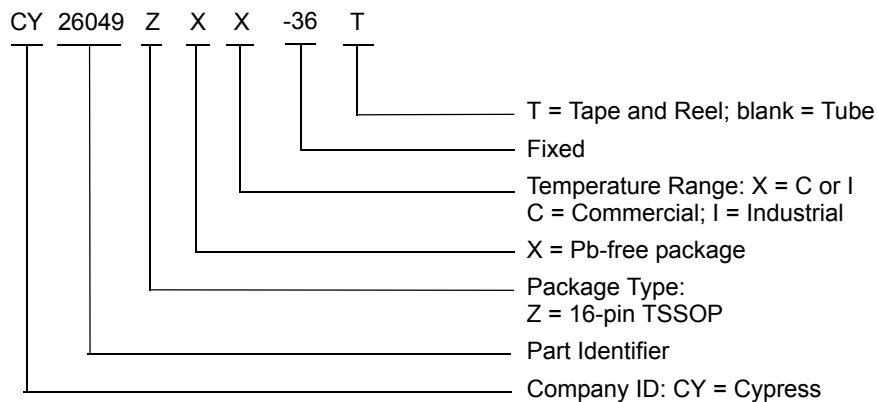 CY 26049 Z X X -36 T
T = Tape and Reel; blank = Tube
Fixed
Temperature Range: X = C or I
C = Commercial; I = Industrial
X = Pb-free package
Package Type:
Z = 16-pin TSSOP
Part Identifier
Company ID: CY = Cypress